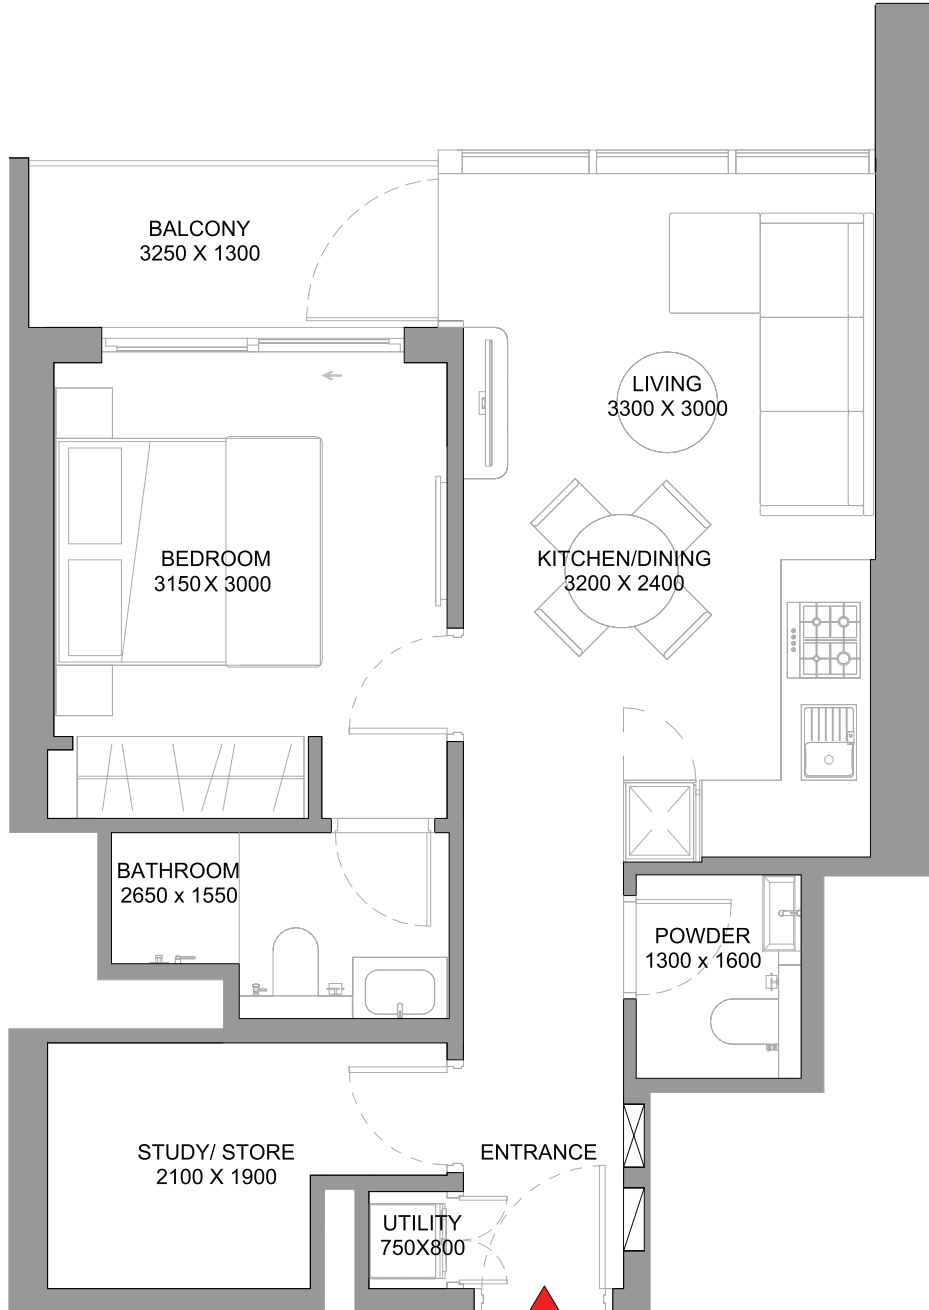 BALCONY
3250 X 1300
LIVING
3300 X 3000
BEDROOM
3150 X 3000
KITCHEN/DINING
3200 X 2400
BATHROOM
2650 x 1550
POWDER
1300 x 1600
STUDY/ STORE
2100 X 1900
ENTRANCE
UTILITY
750X800